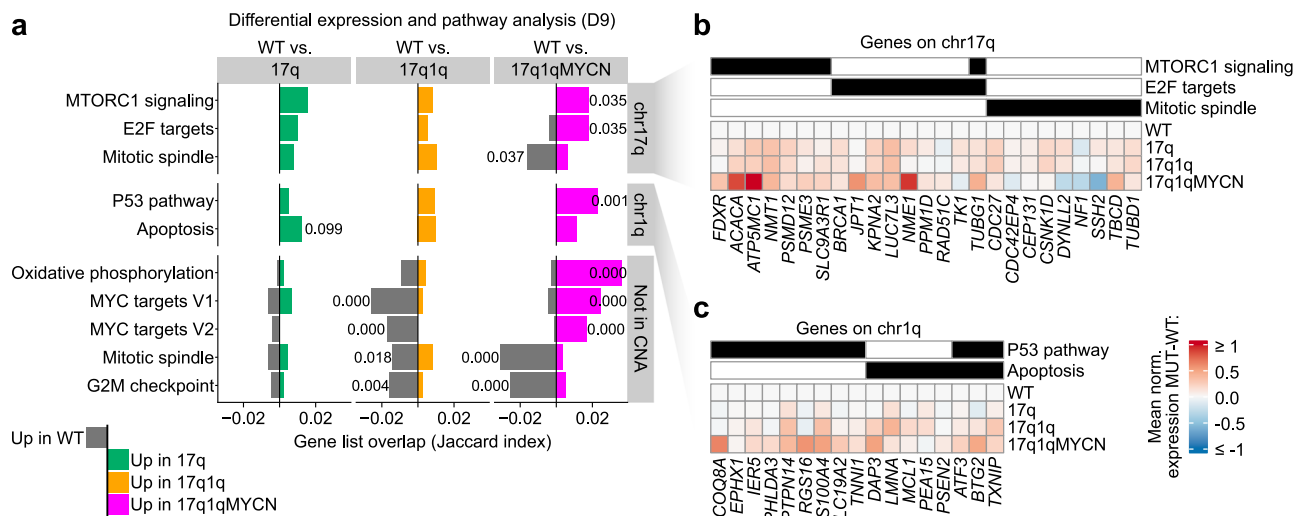 a
Differential expression and pathway analysis (D9)
WT vs.
17q
WT vs.
17q1q
WT vs.
17q1qMYCN
MTORC1 signaling
0.035
E2F targets
0.035
Mitotic spindle
0.037
chr17q
P53 pathway
0.001
Apoptosis
0.099
chr1q
Oxidative phosphorylation
0.000
MYC targets V1
0.000
0.000
MYC targets V2
0.000
0.000
Mitotic spindle
0.018
0.000
G2M checkpoint
0.004
0.000
Not in CNA
−0.02
0.02
−0.02
0.02
−0.02
0.02
Gene list overlap (Jaccard index)
Up in WT
Up in 17q
Up in 17q1q
Up in 17q1qMYCN
b
Genes on chr17q
MTORC1 signaling
E2F targets
Mitotic spindle
WT
17q
17q1q
17q1qMYCN
FDXR
ACACA
ATP5MC1
NMT1
PSMD12
PSME3
SLC9A3R1
BRCA1
JPT1
KPNA2
LUC7L3
NME1
PPM1D
RAD51C
TK1
TUBG1
CDC27
CDC42EP4
CEP131
CSNK1D
DYNLL2
NF1
SSH2
TBCD
TUBD1
c
Genes on chr1q
P53 pathway
Apoptosis
WT
17q
17q1q
17q1qMYCN
COQ8A
EPHX1
IER5
PHLDA3
PTPN14
RGS16
S100A4
SLC19A2
TNNI1
DAP3
LMNA
MCL1
PEA15
PSEN2
ATF3
BTG2
TXNIP
Mean norm.
expression MUT-WT:
≥ 1
0.5
0
-0.5
≤ -1